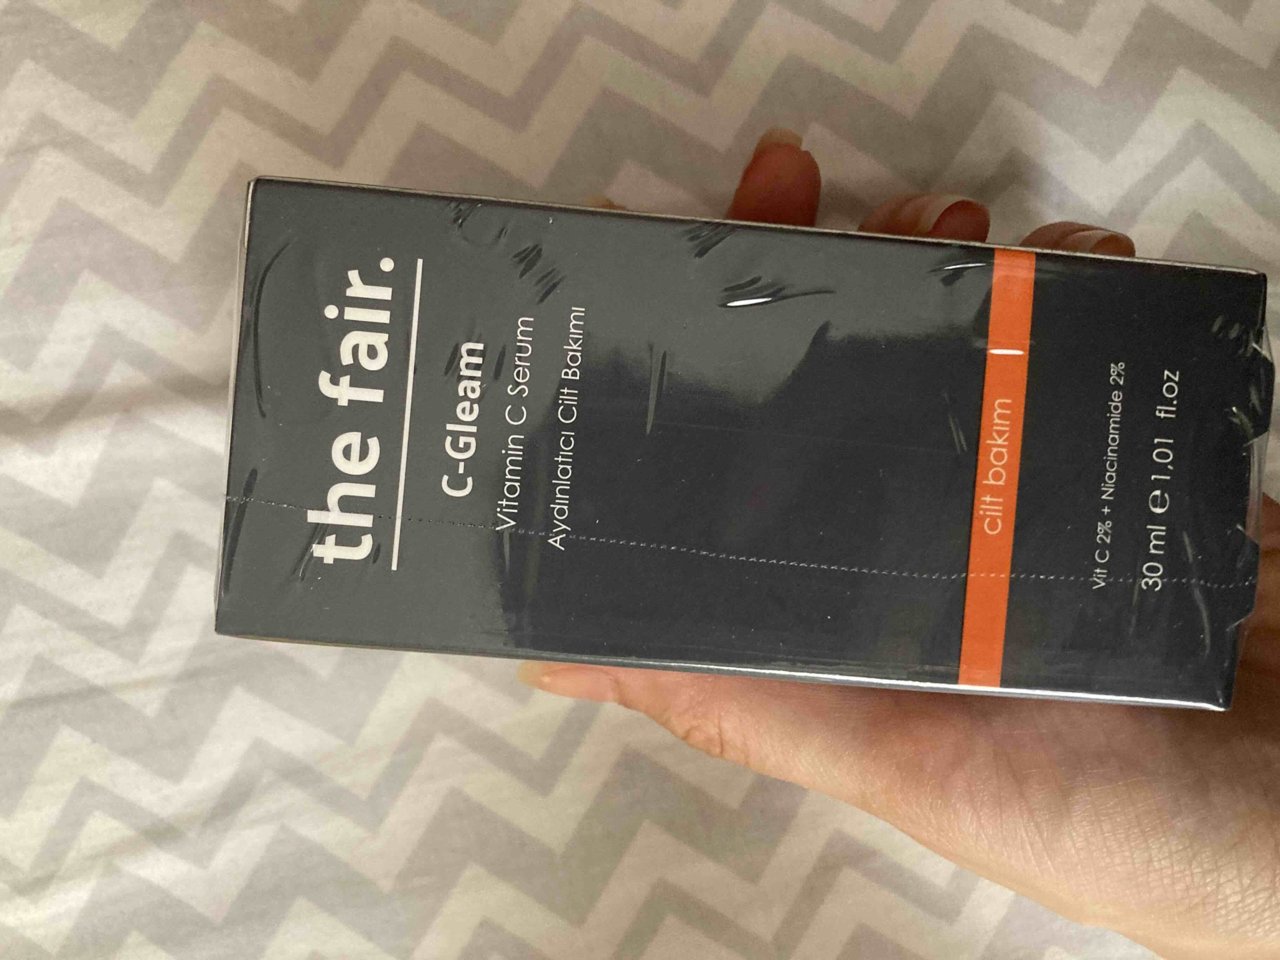 the fair.
C-Gleam
Vitamin C Serum
Aydınlatıcı Cilt Bakımı
cilt bakım
Vit C 2% + Niacinamide 2%
30 ml ℮ 1,01 fl.oz